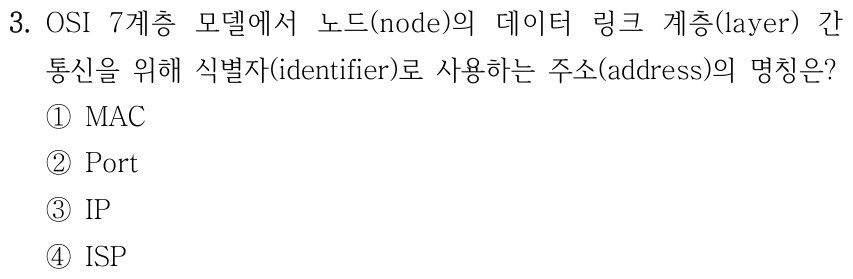 3. OSI 7계층 모델에서 노드(node)의 데이터 링크 계층(layer) 간
통신을 위해 식별자(identifier)로 사용하는 주소(address)의 명칭은?
① MAC
② Port
③ IP
④ ISP